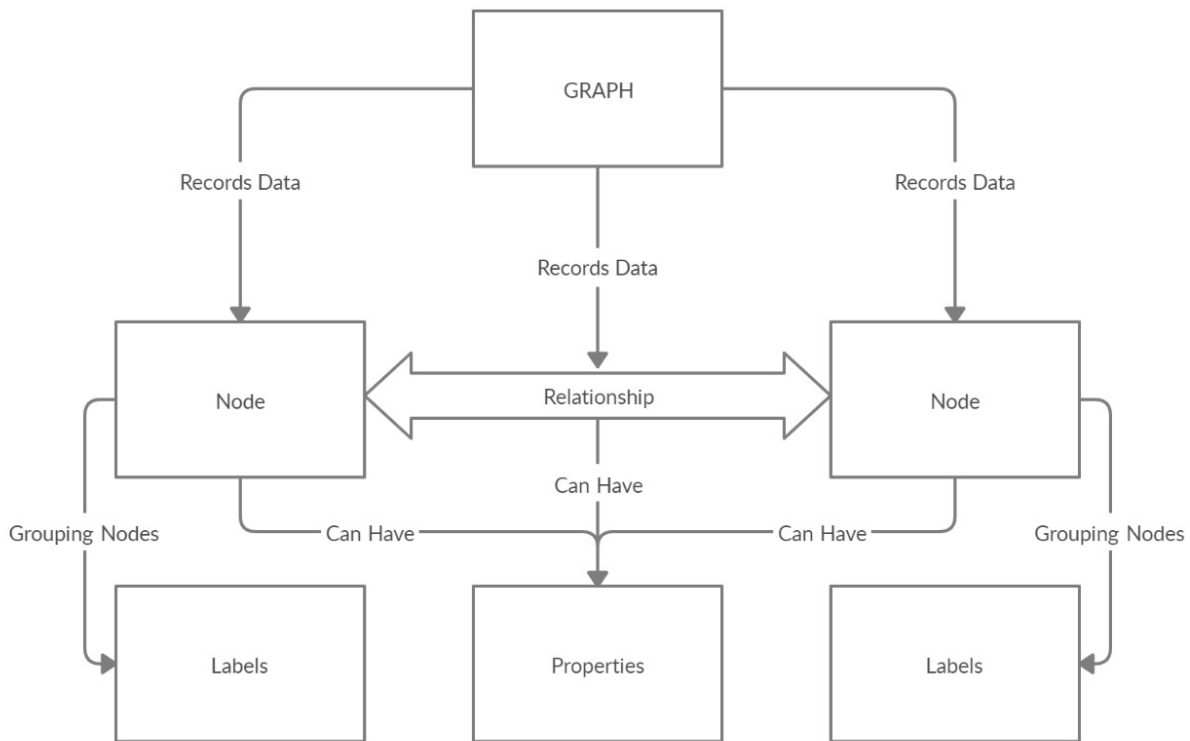 GRAPH
Records Data
Records Data
Records Data
Node
Relationship
Node
Can Have
Grouping Nodes
Can Have
Can Have
Grouping Nodes
Labels
Properties
Labels